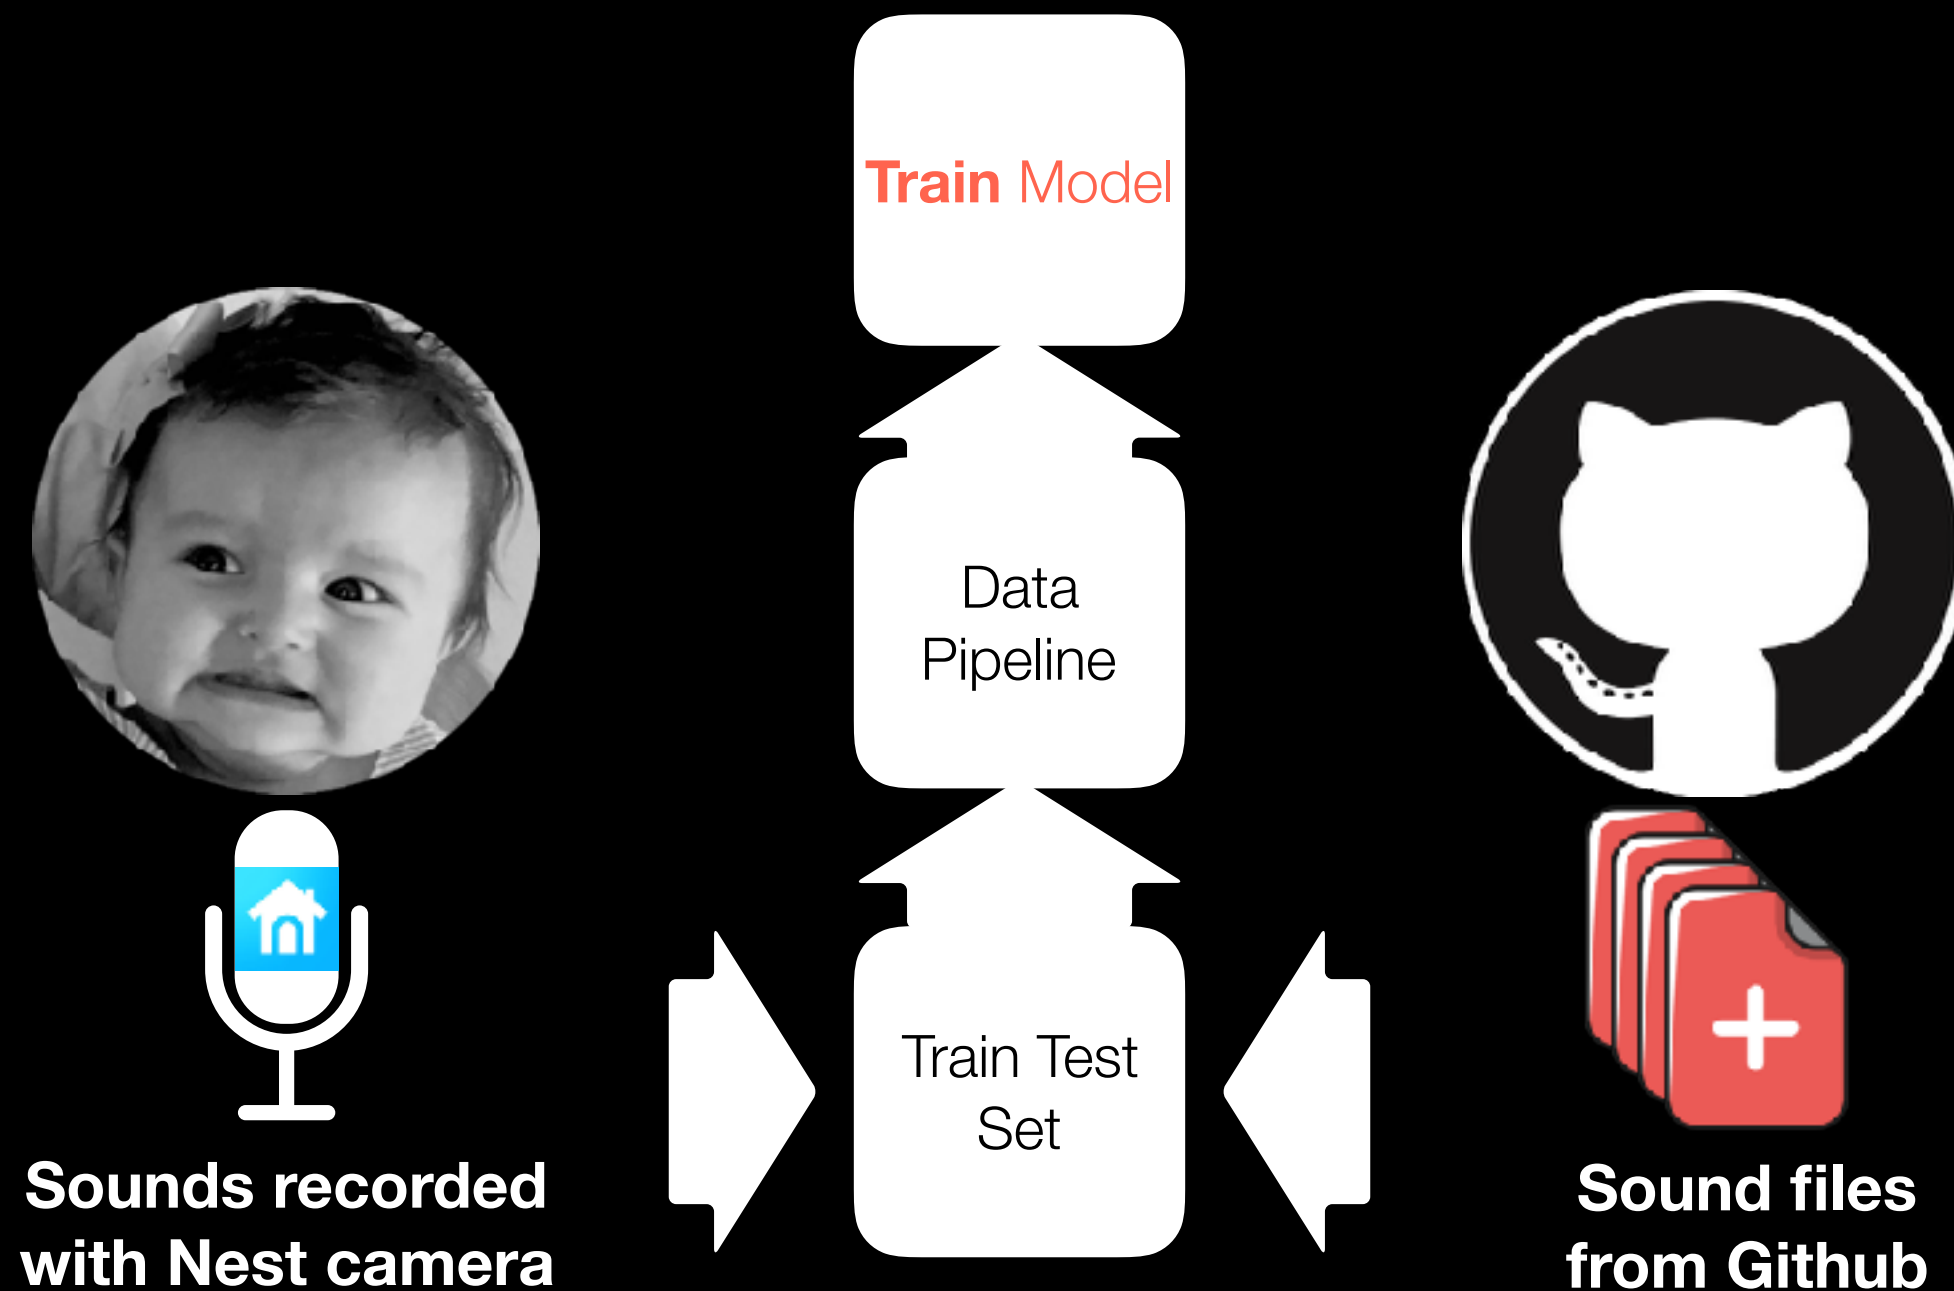 Train Model
Data
Pipeline
Train Test
Set
Sounds recorded
with Nest camera
Sound files
from Github